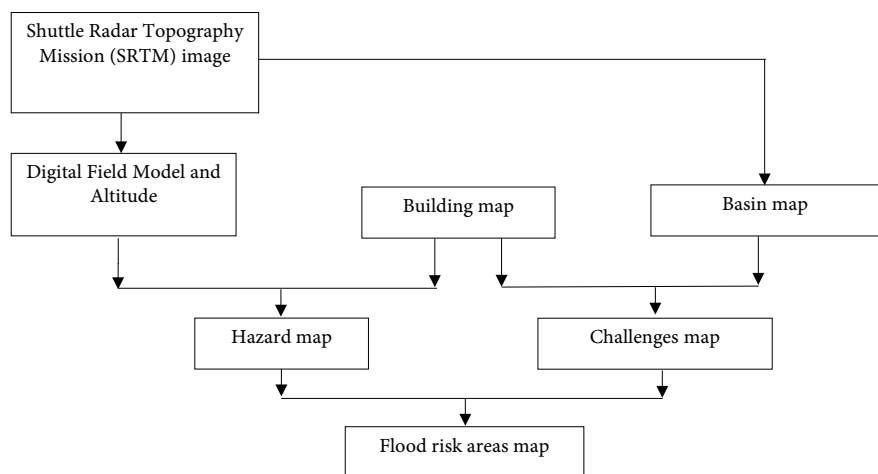 Shuttle Radar Topography
Mission (SRTM) image
Digital Field Model and
Altitude
Building map
Basin map
Hazard map
Challenges map
Flood risk areas map